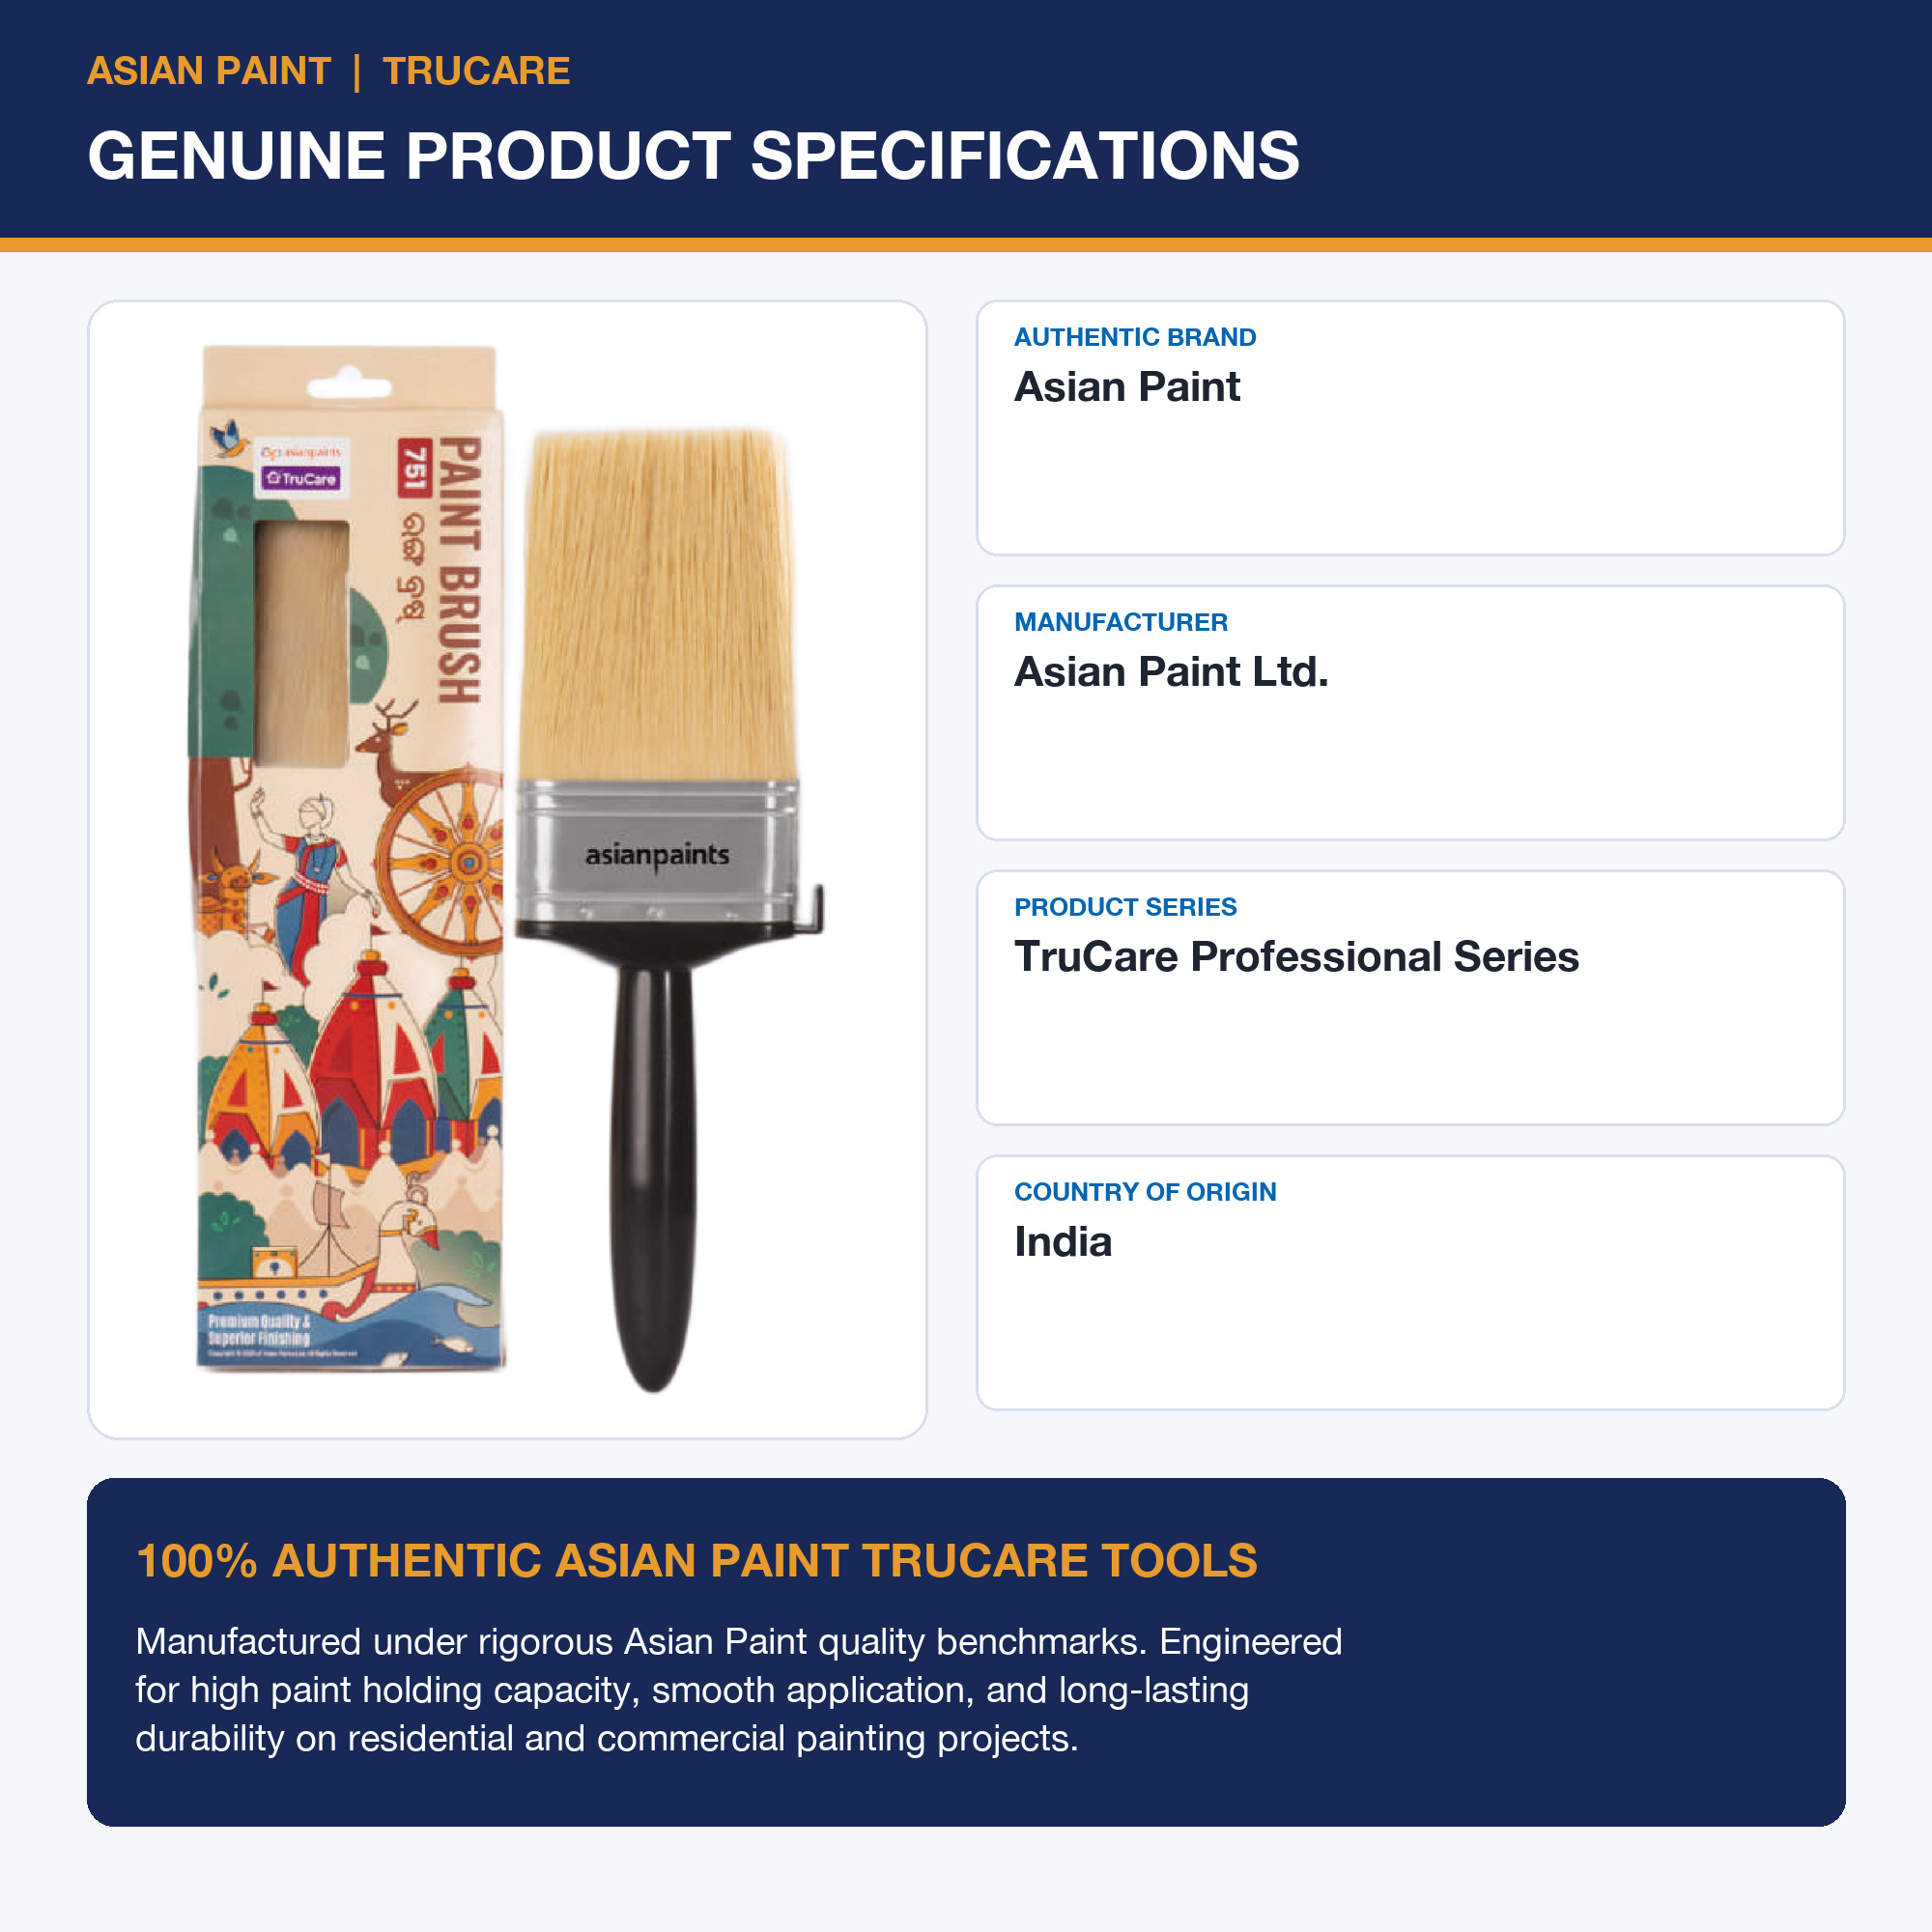 ASIAN PAINT | TRUCARE
GENUINE PRODUCT SPECIFICATIONS
asianpaints
TruCare
751
PAINT BRUSH
asianpaints
Premium Quality &
Superior Finishing
AUTHENTIC BRAND
Asian Paint
MANUFACTURER
Asian Paint Ltd.
PRODUCT SERIES
TruCare Professional Series
COUNTRY OF ORIGIN
India
100% AUTHENTIC ASIAN PAINT TRUCARE TOOLS
Manufactured under rigorous Asian Paint quality benchmarks. Engineered
for high paint holding capacity, smooth application, and long-lasting
durability on residential and commercial painting projects.